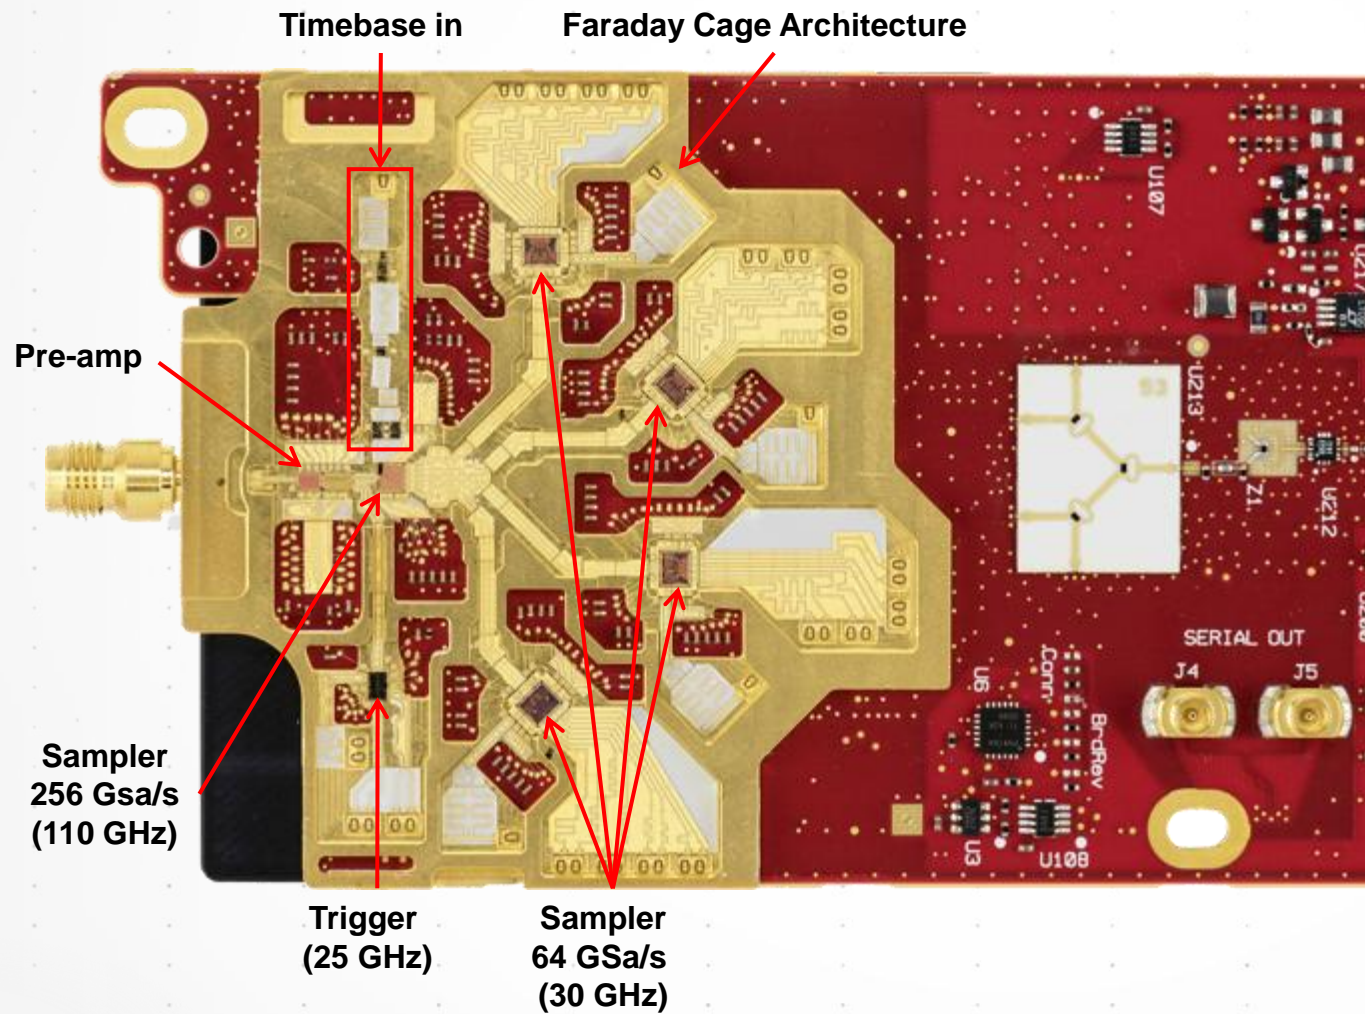 Timebase in
Faraday Cage Architecture
U107
Pre-amp
S3
U213
Z1
U212
SERIAL OUT
J4
J5
U6
Conn
BrdRev
Sampler
256 Gsa/s
(110 GHz)
U3
U108
Trigger
(25 GHz)
Sampler
64 GSa/s
(30 GHz)